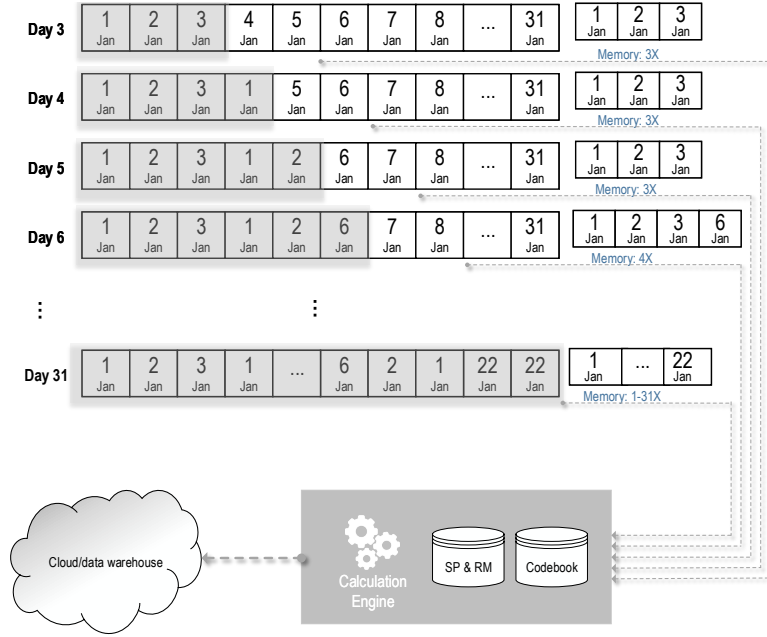 Day 3
1 2 3 4 5 6 7 8 ... 31 1 2 3
Jan Jan Jan Jan Jan Jan Jan Jan Jan Jan Jan Jan
Memory: 3X
Day 4
1 2 3 1 5 6 7 8 ... 31 1 2 3
Jan Jan Jan Jan Jan Jan Jan Jan Jan Jan Jan Jan
Memory: 3X
Day 5
1 2 3 1 2 6 7 8 ... 31 1 2 3
Jan Jan Jan Jan Jan Jan Jan Jan Jan Jan Jan Jan
Memory: 3X
Day 6
1 2 3 1 2 6 7 8 ... 31 1 2 3 6
Jan Jan Jan Jan Jan Jan Jan Jan Jan Jan Jan Jan Jan
Memory: 4X
⋮ ⋮
Day 31
1 2 3 1 ... 6 2 1 22 22 1 ... 22
Jan Jan Jan Jan Jan Jan Jan Jan Jan Jan Jan
Memory: 1-31X
Cloud/data warehouse
Calculation
Engine
SP & RM
Codebook